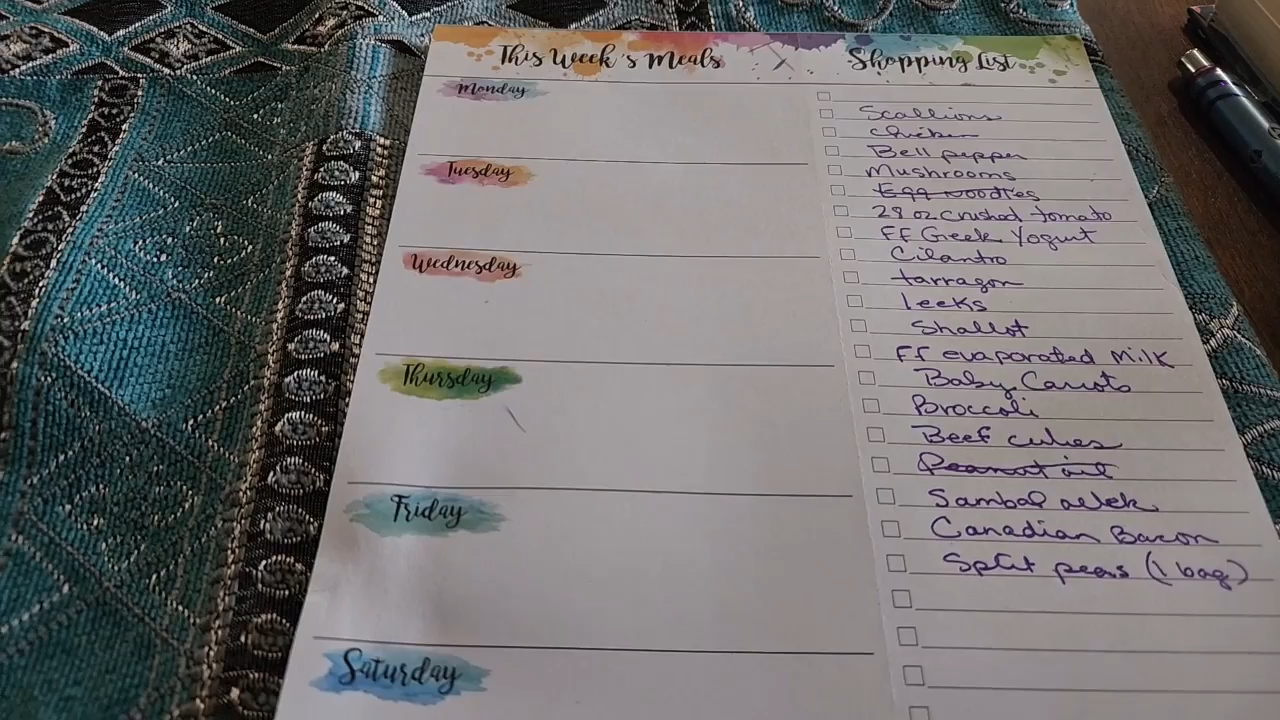 This Week's Meals
Monday
Tuesday
Wednesday
Thursday
Friday
Saturday
Shopping List
Scallions
Chicken
Bell pepper
Mushrooms
Egg noodles
28 oz crushed tomato
FF Greek Yogurt
Cilantro
tarragon
leeks
Shallot
FF evaporated Milk
Baby Carrots
Broccoli
Beef cubes
Peanut oil
Sambal oelek
Canadian Bacon
Split peas (1 bag)